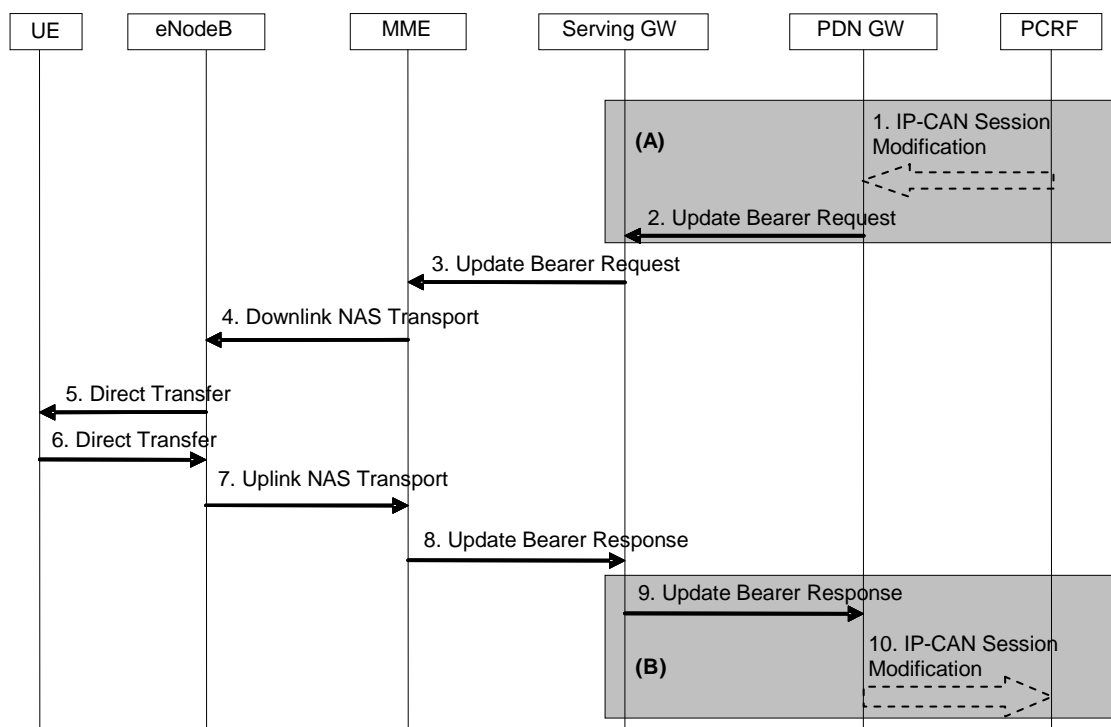 UE
eNodeB
MME
Serving GW
PDN GW
PCRF
(A)
1. IP-CAN Session
Modification
2. Update Bearer Request
3. Update Bearer Request
4. Downlink NAS Transport
5. Direct Transfer
6. Direct Transfer
7. Uplink NAS Transport
8. Update Bearer Response
9. Update Bearer Response
(B)
10. IP-CAN Session
Modification